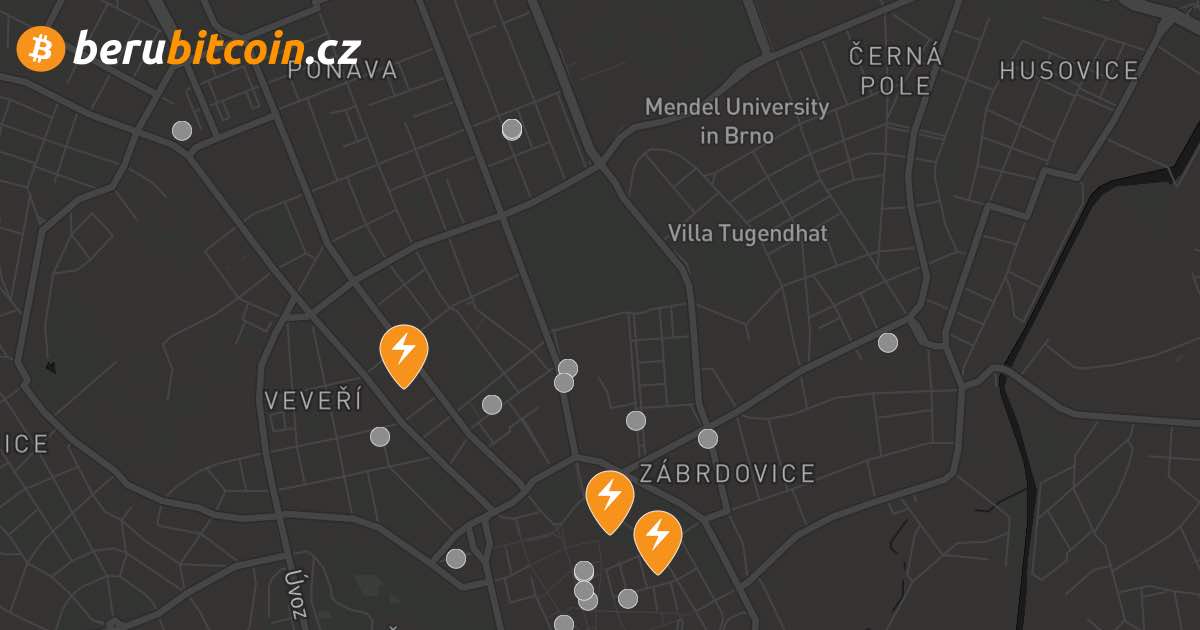 berubitcoin.cz
PONAVA
ČERNÁ
POLE
HUSOVICE
Mendel University
in Brno
Villa Tugendhat
VEVEŘÍ
ICE
ZÁBRDOVICE
Úvoz